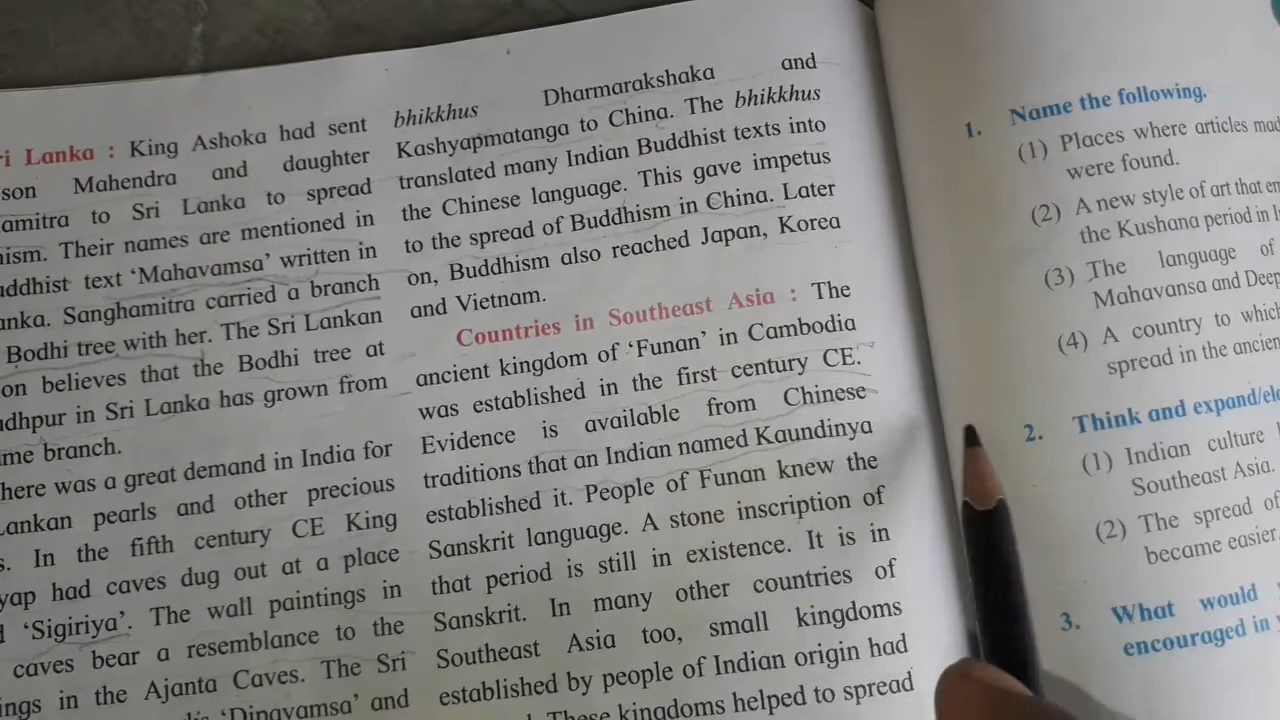 ri Lanka : King Ashoka had sent
son Mahendra and daughter
amitra to Sri Lanka to spread
ism. Their names are mentioned in
uddhist text ‘Mahavamsa’ written in
anka. Sanghamitra carried a branch
Bodhi tree with her. The Sri Lankan
on believes that the Bodhi tree at
dhpur in Sri Lanka has grown from
me branch.
here was a great demand in India for
Lankan pearls and other precious
s. In the fifth century CE King
yap had caves dug out at a place
‘Sigiriya’. The wall paintings in
caves bear a resemblance to the
ings in the Ajanta Caves. The Sri
‘Dipavamsa’ and
bhikkhus Dharmarakshaka and
Kashyapmatanga to China. The bhikkhus
translated many Indian Buddhist texts into
the Chinese language. This gave impetus
to the spread of Buddhism in China. Later
on, Buddhism also reached Japan, Korea
and Vietnam.
Countries in Southeast Asia : The
ancient kingdom of ‘Funan’ in Cambodia
was established in the first century CE.
Evidence is available from Chinese
traditions that an Indian named Kaundinya
established it. People of Funan knew the
Sanskrit language. A stone inscription of
that period is still in existence. It is in
Sanskrit. In many other countries of
Southeast Asia too, small kingdoms
established by people of Indian origin had
These kingdoms helped to spread
1. Name the following.
(1) Places where articles mad
were found.
(2) A new style of art that em
the Kushana period in
(3) The language of
Mahavansa and Deep
(4) A country to which
spread in the ancien
2. Think and expand/elo
(1) Indian culture
Southeast Asia.
(2) The spread of
became easier.
3. What would
encouraged in y